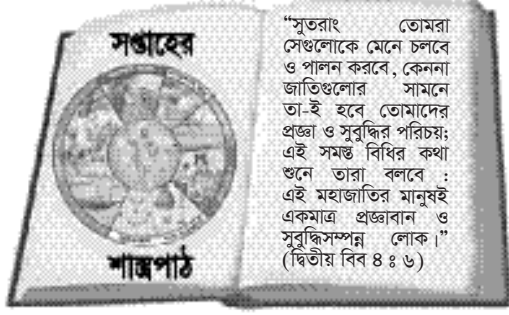 সপ্তাহের
শাস্ত্রপাঠ
“সুতরাং তোমরা
সেগুলোকে মেনে চলবে
ও পালন করবে, কেননা
জাতিগুলোর সামনে
তা-ই হবে তোমাদের
প্রজ্ঞা ও সুবুদ্ধির পরিচয়;
এই সমস্ত বিধির কথা
শুনে তারা বলবে :
এই মহাজাতির মানুষই
একমাত্র প্রজ্ঞাবান ও
সুবুদ্ধিসম্পন্ন লোক।”
(দ্বিতীয় বিব ৪ ঃ ৬)